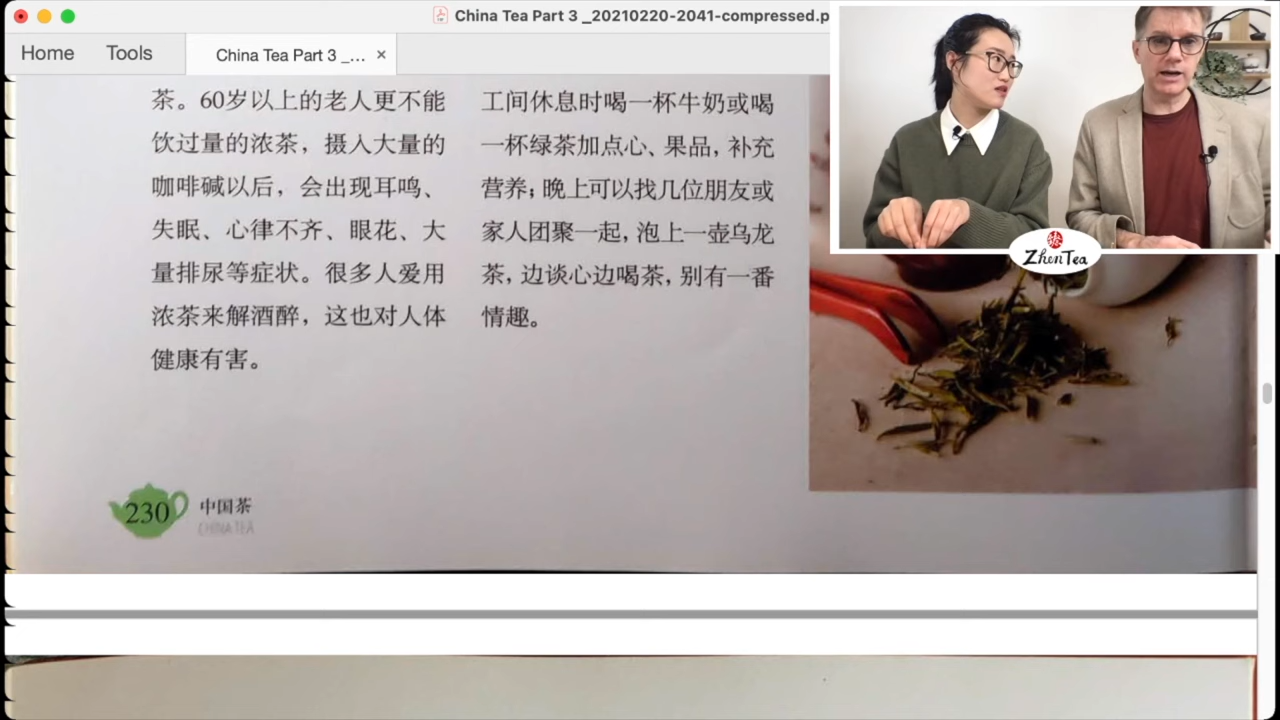 China Tea Part 3 _20210220-2041-compressed.p
Home
Tools
China Tea Part 3 _...
×
茶。60岁以上的老人更不能
饮过量的浓茶，摄入大量的
咖啡碱以后，会出现耳鸣、
失眠、心律不齐、眼花、大
量排尿等症状。很多人爱用
浓茶来解酒醉，这也对人体
健康有害。
工间休息时喝一杯牛奶或喝
一杯绿茶加点心、果品，补充
营养；晚上可以找几位朋友或
家人团聚一起，泡上一壶乌龙
茶，边谈心边喝茶，别有一番
情趣。
ZhenTea
230
中国茶
CHINA TEA